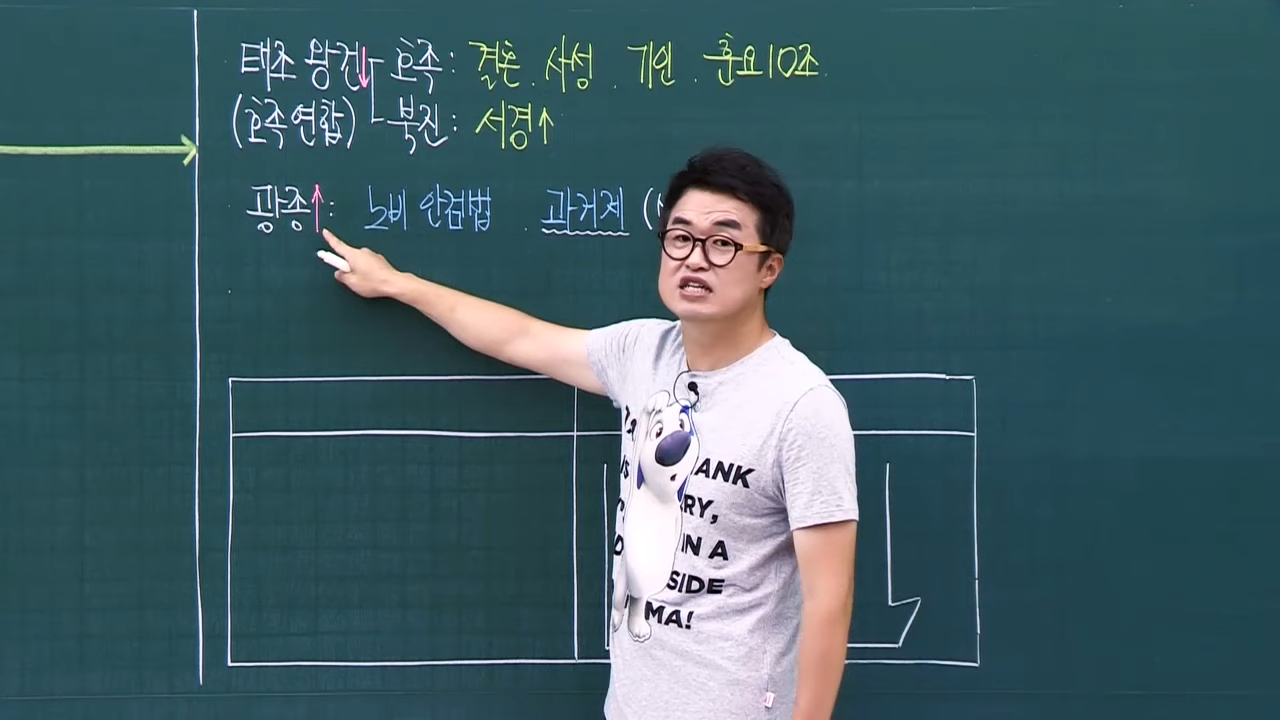 태조 왕건↓ 호족: 결혼. 사성. 기인. 훈요10조
(호족연합) 북진: 서경↑
광종↑: 노비안검법. 과거제 (
ANK
RY,
IN A
SIDE
MA!